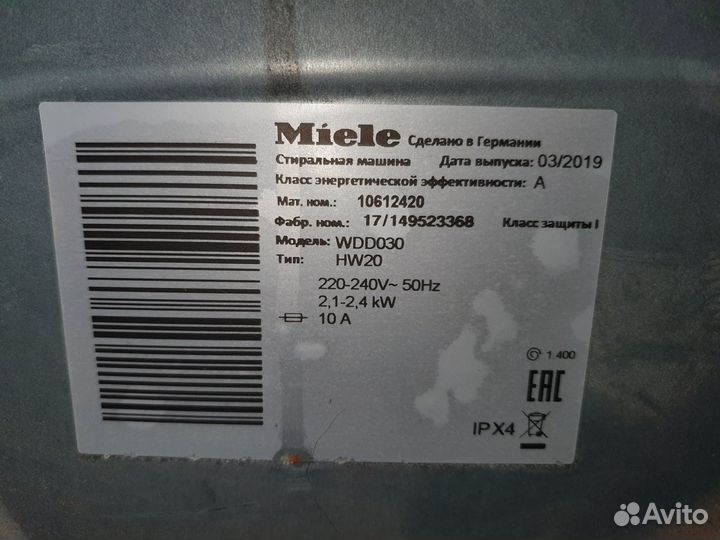 Miele Сделано в Германии
Стиральная машина Дата выпуска: 03/2019
Класс энергетической эффективности: A
Мат. ном.: 10612420
Фабр. ном.: 17/149523368 Класс защиты I
Модель: WDD030
Тип: HW20
220-240V~ 50Hz
2,1-2,4 kW
10 A
1.400
EAC
IPX4
Avito